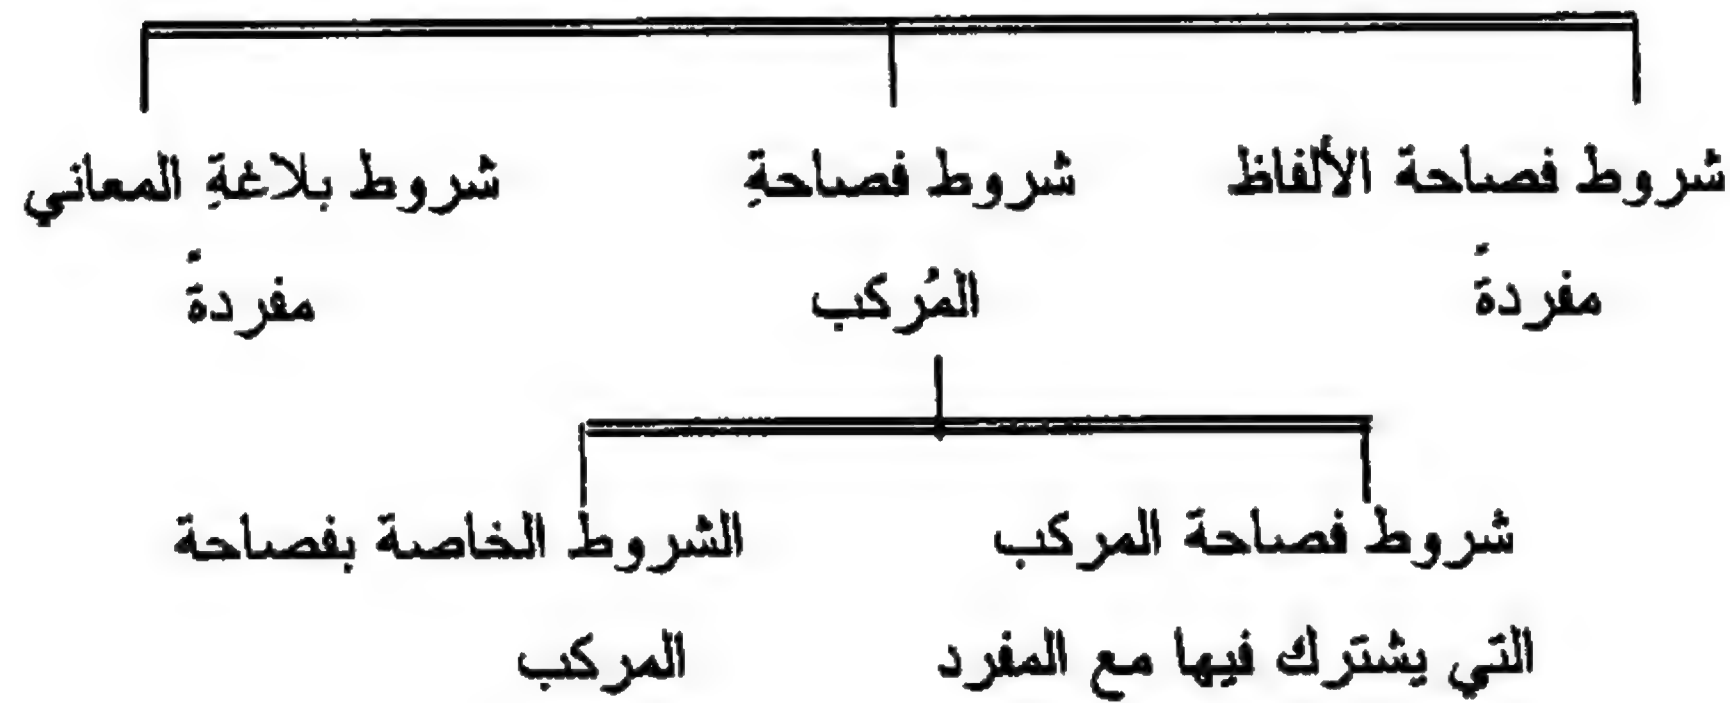 شروط فصاحة الألفاظ
مفردةً
شروط فصاحةِ
المُركب
شروط بلاغةِ المعاني
مفردةً
شروط فصاحة المركب
التي يشترك فيها مع المفرد
الشروط الخاصة بفصاحة
المركب